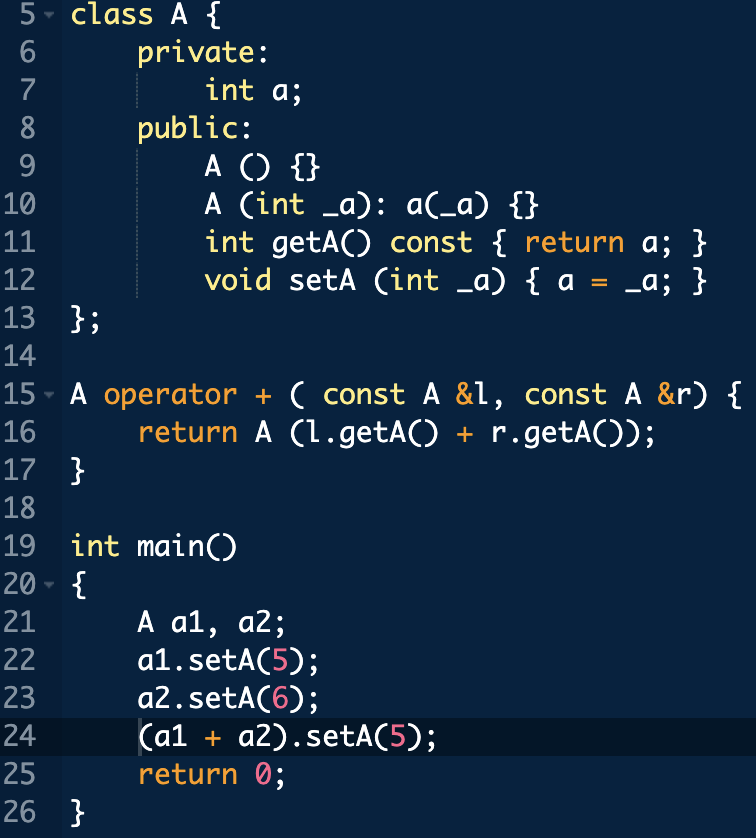 5 class A {
6 private:
7 int a;
8 public:
9 A () {}
10 A (int _a): a(_a) {}
11 int getA() const { return a; }
12 void setA (int _a) { a = _a; }
13 };
14
15 A operator + ( const A &l, const A &r) {
16 return A (l.getA() + r.getA());
17 }
18
19 int main()
20 {
21 A a1, a2;
22 a1.setA(5);
23 a2.setA(6);
24 (a1 + a2).setA(5);
25 return 0;
26 }